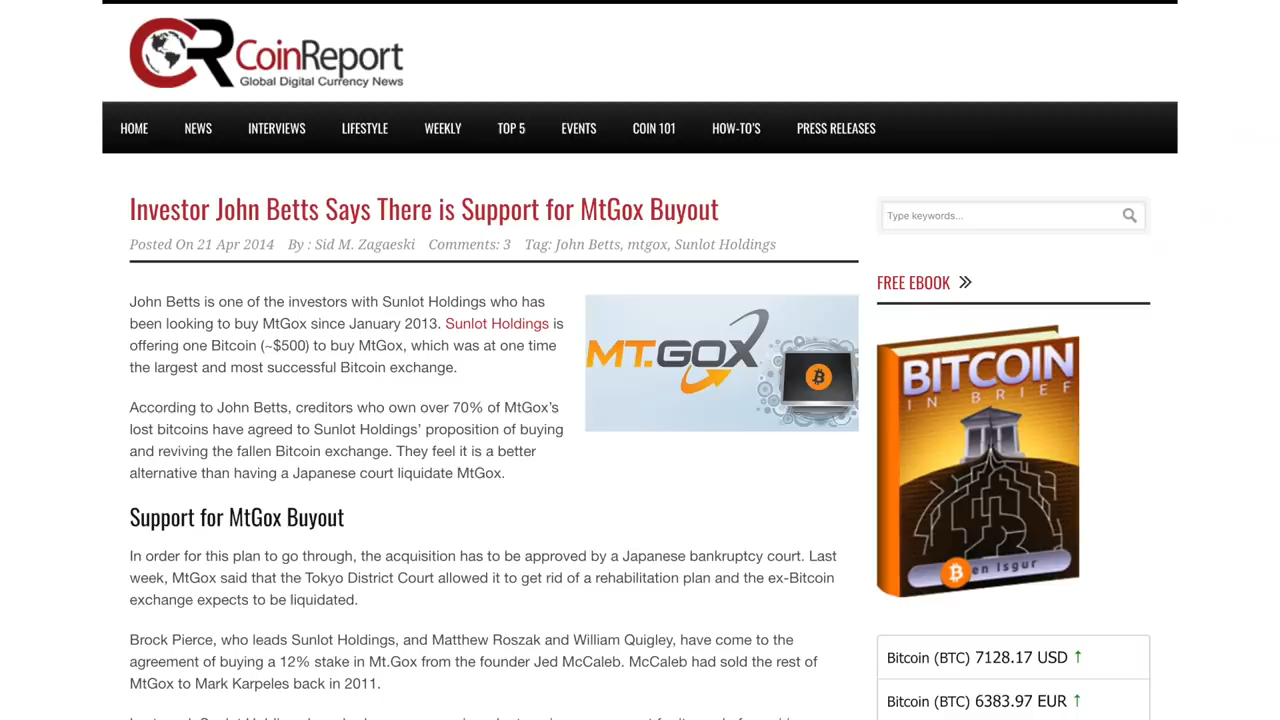 CR CoinReport
Global Digital Currency News
HOME NEWS INTERVIEWS LIFESTYLE WEEKLY TOP 5 EVENTS COIN 101 HOW-TO'S PRESS RELEASES
Investor John Betts Says There is Support for MtGox Buyout
Posted On 21 Apr 2014 By : Sid M. Zagaeski Comments: 3 Tag: John Betts, mtgox, Sunlot Holdings
John Betts is one of the investors with Sunlot Holdings who has
been looking to buy MtGox since January 2013. Sunlot Holdings is
offering one Bitcoin (~$500) to buy MtGox, which was at one time
the largest and most successful Bitcoin exchange.
MT.GOX
According to John Betts, creditors who own over 70% of MtGox's
lost bitcoins have agreed to Sunlot Holdings' proposition of buying
and reviving the fallen Bitcoin exchange. They feel it is a better
alternative than having a Japanese court liquidate MtGox.
Support for MtGox Buyout
In order for this plan to go through, the acquisition has to be approved by a Japanese bankruptcy court. Last
week, MtGox said that the Tokyo District Court allowed it to get rid of a rehabilitation plan and the ex-Bitcoin
exchange expects to be liquidated.
Brock Pierce, who leads Sunlot Holdings, and Matthew Roszak and William Quigley, have come to the
agreement of buying a 12% stake in Mt.Gox from the founder Jed McCaleb. McCaleb had sold the rest of
MtGox to Mark Karpeles back in 2011.
Type keywords...
FREE EBOOK
BITCOIN
IN BRIEF
en Isgur
Bitcoin (BTC) 7128.17 USD ↑
Bitcoin (BTC) 6383.97 EUR ↑